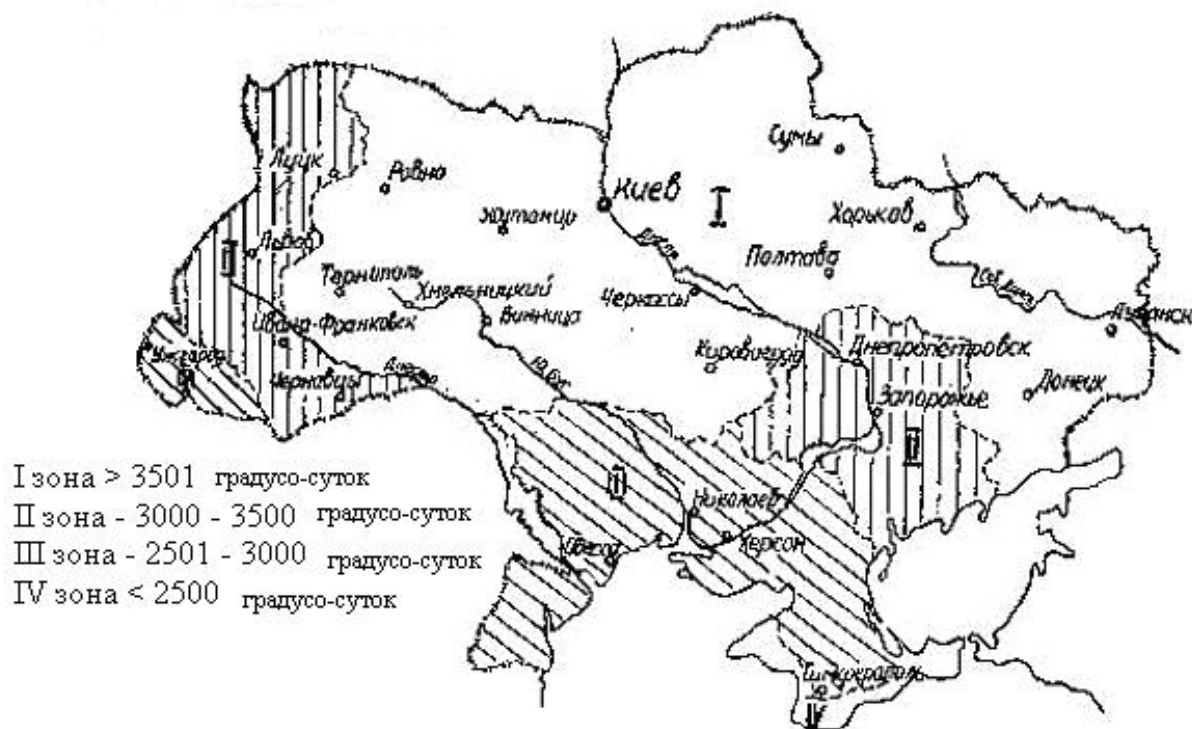 Сумы
Луцк
Ровно
Киев
I
Житомир
Харьков
Львов
II
Полтава
Тернополь
Хмельницкий
Черкассы
Винница
Ивано-Франковск
Ужгород
Кировоград
Днепропетровск
Черновцы
Донецк
Запорожье
II
Николаев
Херсон
Одесса
Симферополь
I зона > 3501 градусо-суток
II зона - 3000 - 3500 градусо-суток
III зона - 2501 - 3000 градусо-суток
IV зона < 2500 градусо-суток